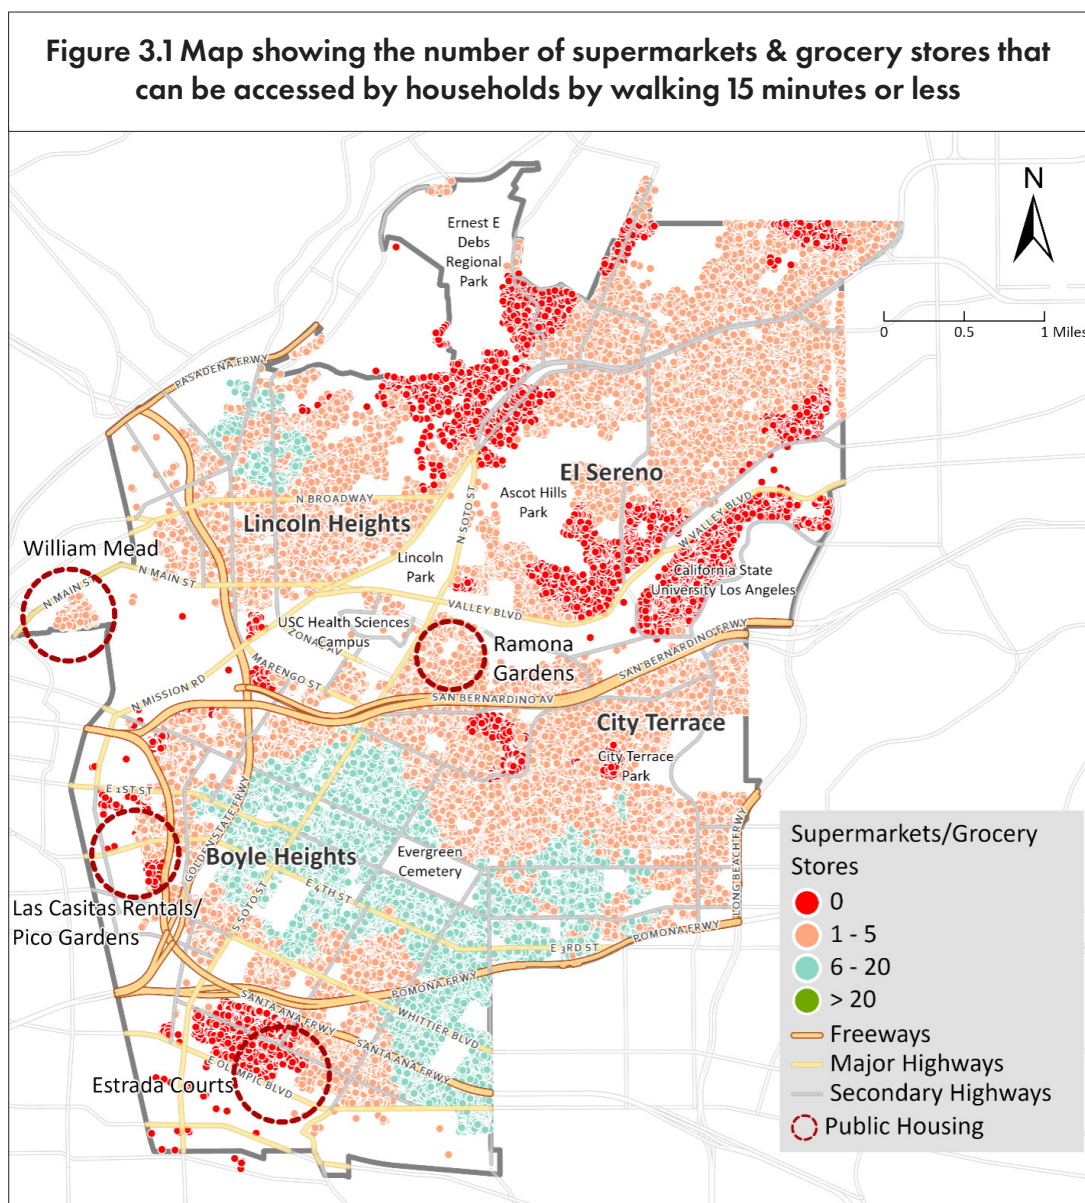 Figure 3.1 Map showing the number of supermarkets & grocery stores that
can be accessed by households by walking 15 minutes or less
N
0 0.5 1 Miles
Ernest E
Debs
Regional
Park
PASADENA FRWY
El Sereno
Ascot Hills
Park
N BROADWAY
Lincoln Heights
N SOTO ST
W VALLEY BLVD
William Mead
N MAIN ST
N MAIN ST
Lincoln
Park
California State
University Los Angeles
VALLEY BLVD
USC Health Sciences
Campus
ZONAL AV
Ramona
Gardens
MARENGO ST
SAN BERNARDINO FRWY
N MISSION RD
SAN BERNARDINO AV
City Terrace
City Terrace
Park
E 1ST ST
GOLDEN STATE FRWY
Boyle Heights
Evergreen
Cemetery
E 4TH ST
S SOTO ST
LONG BEACH FRWY
Las Casitas Rentals/
Pico Gardens
E 3RD ST
POMONA FRWY
POMONA FRWY
SANTA ANA FRWY
WHITTIER BLVD
SANTA ANA FRWY
E OLYMPIC BLVD
Estrada Courts
Supermarkets/Grocery
Stores
0
1 - 5
6 - 20
> 20
Freeways
Major Highways
Secondary Highways
Public Housing